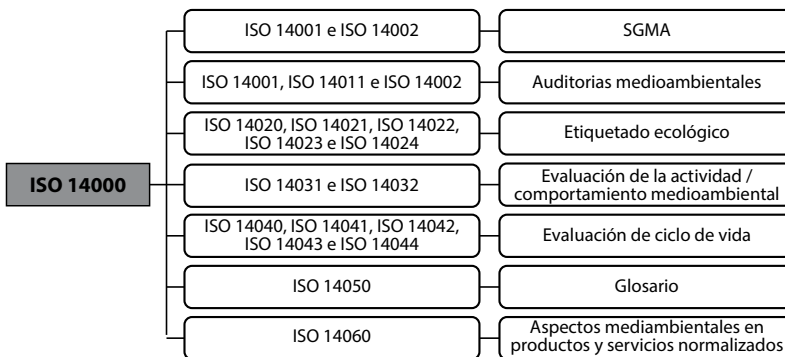 ISO 14001 e ISO 14002
SGMA
ISO 14001, ISO 14011 e ISO 14002
Auditorias medioambientales
ISO 14020, ISO 14021, ISO 14022,
ISO 14023 e ISO 14024
Etiquetado ecológico
ISO 14000
ISO 14031 e ISO 14032
Evaluación de la actividad /
comportamiento medioambiental
ISO 14040, ISO 14041, ISO 14042,
ISO 14043 e ISO 14044
Evaluación de ciclo de vida
ISO 14050
Glosario
ISO 14060
Aspectos mediambientales en
productos y servicios normalizados